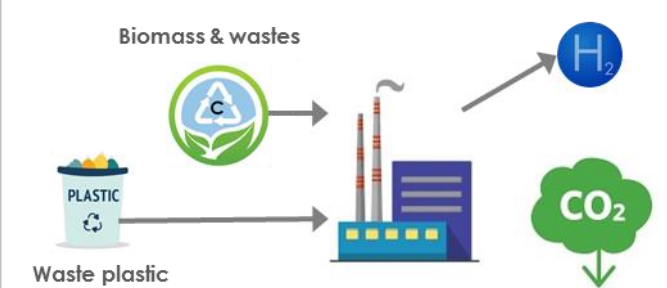 Biomass & wastes
H₂
C
PLASTIC
CO₂
Waste plastic